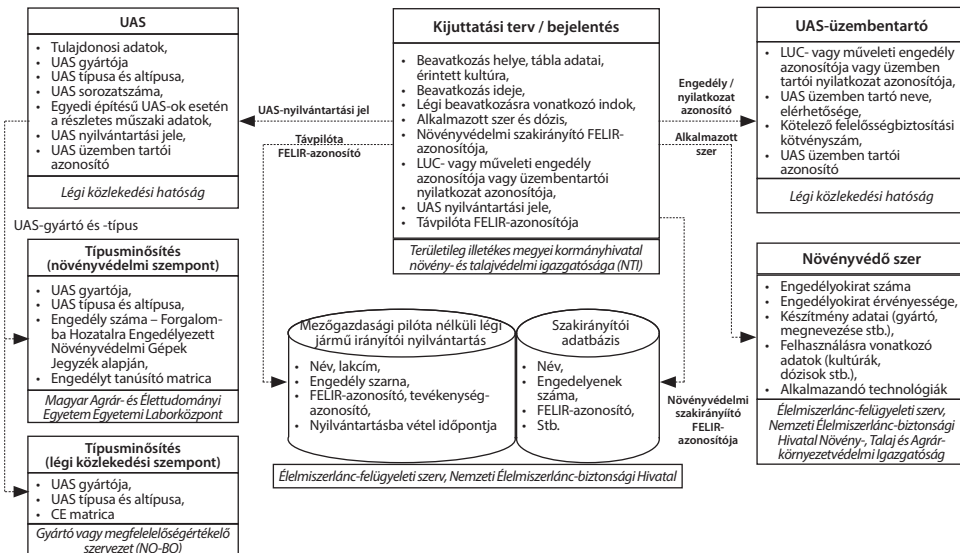 UAS
• Tulajdonosi adatok,
• UAS gyártója
• UAS típusa és altípusa,
• UAS sorozatszáma,
• Egyedi építésű UAS-ok esetén
a részletes műszaki adatok,
• UAS nyilvántartási jele,
• UAS üzemben tartói
azonosító
Légi közlekedési hatóság
UAS-gyártó és -típus
Típusminősítés
(növényvédelmi szempont)
• UAS gyartója,
• UAS típusa és altípusa,
• Engedély száma – Forgalom-
ba Hozatalra Engedélyezett
Növényvédelmi Gépek
Jegyzék alapján,
• Engedélyt tanúsító matrica
Magyar Agrár- és Élettudományi
Egyetem Egyetemi Laborközpont
Típusminősítés
(légi közlekedési szempont)
• UAS gyártója,
• UAS típusa és altípusa,
• CE matrica
Gyártó vagy megfelelelőségértékelő
szervezet (NO-BO)
UAS-nyilvántartási jel
Távpilóta
FELIR-azonosító
Kijuttatási terv / bejelentés
• Beavatkozás helye, tábla adatai,
érintett kultúra,
• Beavatkozás ideje,
• Légi beavatkozásra vonatkozó indok,
• Alkalmazott szer és dózis,
• Növényvédelmi szakirányító FELIR-
azonosítója,
• LUC- vagy műveleti engedély
azonosítója vagy üzembentartói
nyilatkozat azonosítója,
• UAS nyilvántartási jele,
• Távpilóta FELIR-azonosítója
Területileg illetékes megyei kormányhivatal
növény- és talajvédelmi igazgatósága (NTI)
Mezőgazdasági pilóta nélküli légi
jármű irányítói nyilvántartás
• Név, lakcím,
• Engedély szarna,
• FELIR-azonosító, tevékenység-
azonosító,
• Nyilvántartásba vétel időpontja
Szakirányítói
adatbázis
• Név,
• Engedelyenek
száma,
• FELIR-azonosító,
• Stb.
Élelmiszerlánc-felügyeleti szerv, Nemzeti Élelmiszerlánc-biztonsági Hivatal
Engedély /
nyilatkozat
azonosító
Alkalmazott
szer
Növényvédelmi
szakirányító
FELIR-
azonosítója
UAS-üzembentartó
• LUC- vagy műveleti engedély
azonosítója vagy üzemben
tartói nyilatkozat azonosítója,
• UAS üzemben tartó neve,
elérhetősége,
• Kötelező felelősségbiztosítási
kötvényszám,
• UAS üzemben tartói
azonosító
Légi közlekedési hatóság
Növényvédő szer
• Engedélyokirat száma
• Engedélyokirat érvényessége,
• Készítmény adatai (gyártó,
megnevezése stb.),
• Felhasználásra vonatkozó
adatok (kultúrák,
dózisok stb.),
• Alkalmazandó technológiák
Élelmiszerlánc-felügyeleti szerv,
Nemzeti Élelmiszerlánc-biztonsági
Hivatal Növény-, Talaj és Agrár-
környezetvédelmi Igazgatóság